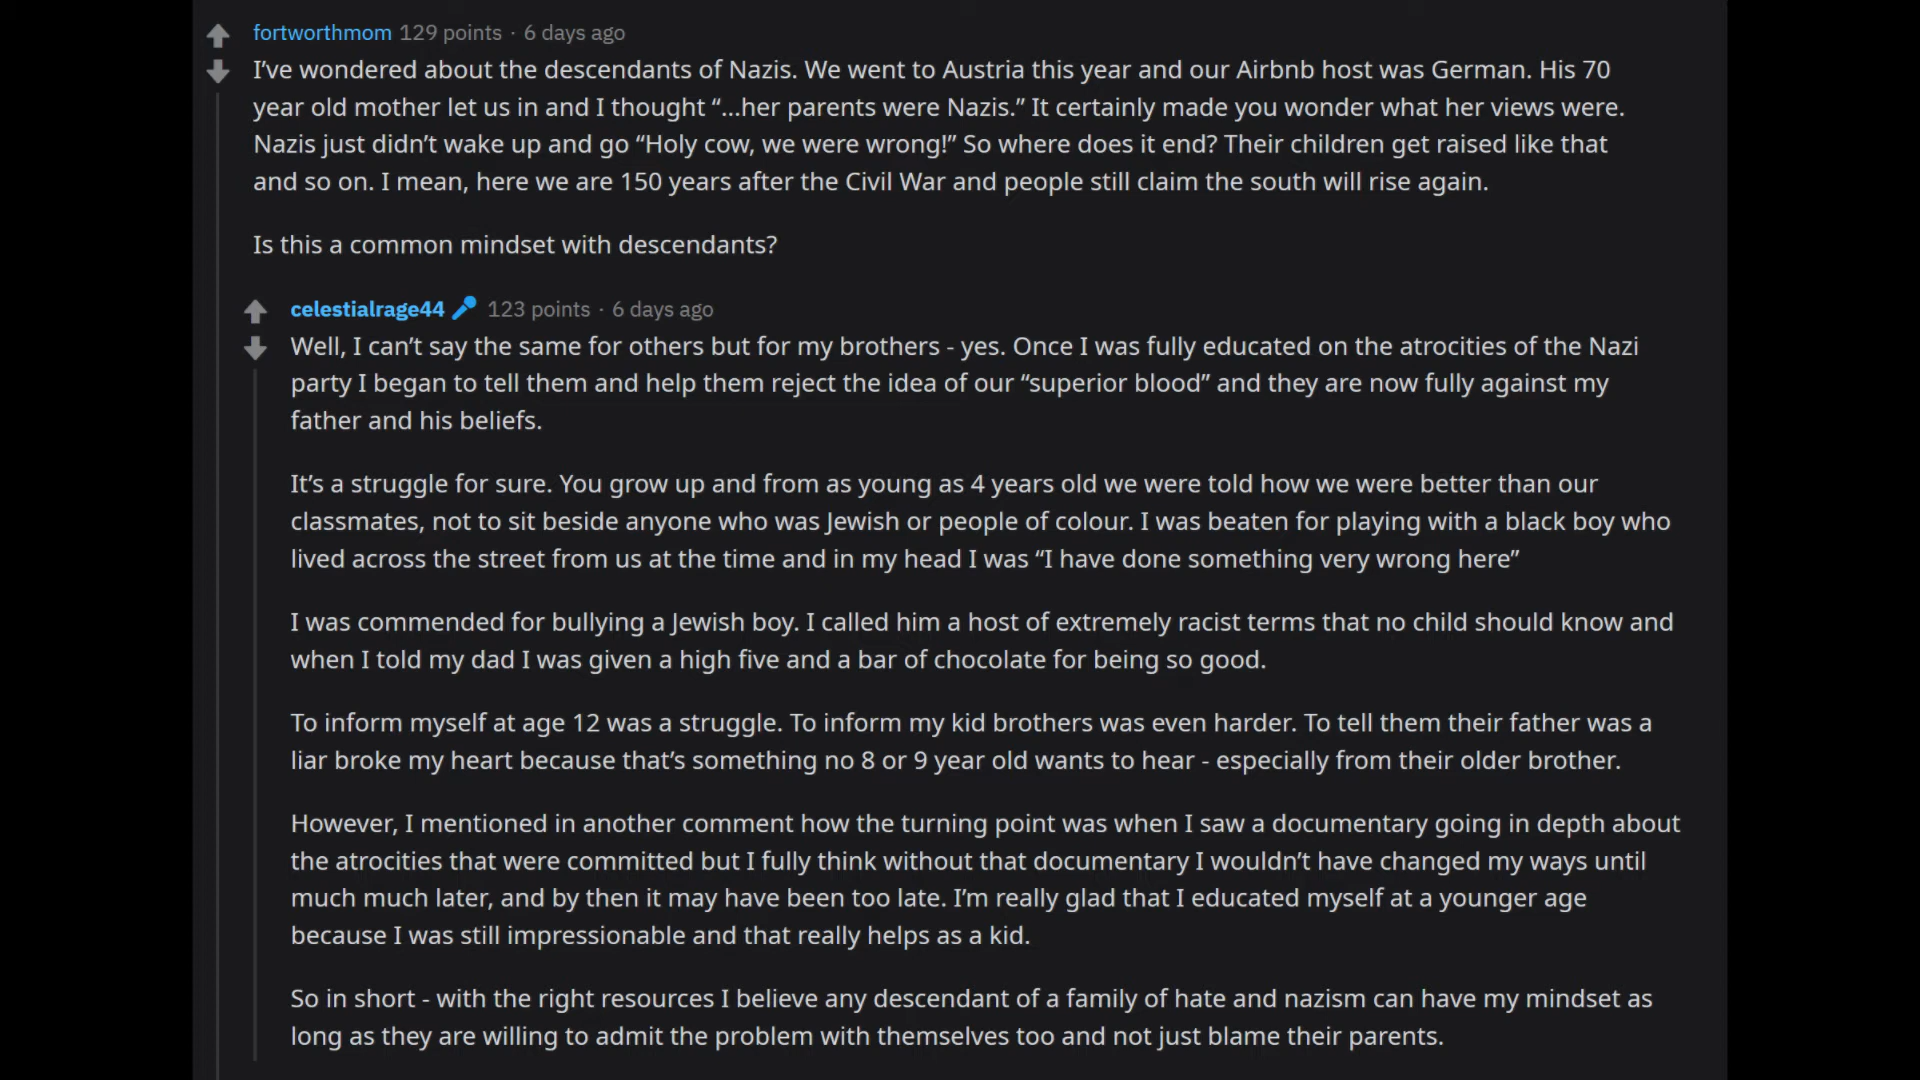 fortworthmom 129 points · 6 days ago
I’ve wondered about the descendants of Nazis. We went to Austria this year and our Airbnb host was German. His 70
year old mother let us in and I thought “...her parents were Nazis.” It certainly made you wonder what her views were.
Nazis just didn’t wake up and go “Holy cow, we were wrong!” So where does it end? Their children get raised like that
and so on. I mean, here we are 150 years after the Civil War and people still claim the south will rise again.
Is this a common mindset with descendants?
celestialrage44 123 points · 6 days ago
Well, I can’t say the same for others but for my brothers - yes. Once I was fully educated on the atrocities of the Nazi
party I began to tell them and help them reject the idea of our “superior blood” and they are now fully against my
father and his beliefs.
It’s a struggle for sure. You grow up and from as young as 4 years old we were told how we were better than our
classmates, not to sit beside anyone who was Jewish or people of colour. I was beaten for playing with a black boy who
lived across the street from us at the time and in my head I was “I have done something very wrong here”
I was commended for bullying a Jewish boy. I called him a host of extremely racist terms that no child should know and
when I told my dad I was given a high five and a bar of chocolate for being so good.
To inform myself at age 12 was a struggle. To inform my kid brothers was even harder. To tell them their father was a
liar broke my heart because that’s something no 8 or 9 year old wants to hear - especially from their older brother.
However, I mentioned in another comment how the turning point was when I saw a documentary going in depth about
the atrocities that were committed but I fully think without that documentary I wouldn’t have changed my ways until
much much later, and by then it may have been too late. I’m really glad that I educated myself at a younger age
because I was still impressionable and that really helps as a kid.
So in short - with the right resources I believe any descendant of a family of hate and nazism can have my mindset as
long as they are willing to admit the problem with themselves too and not just blame their parents.